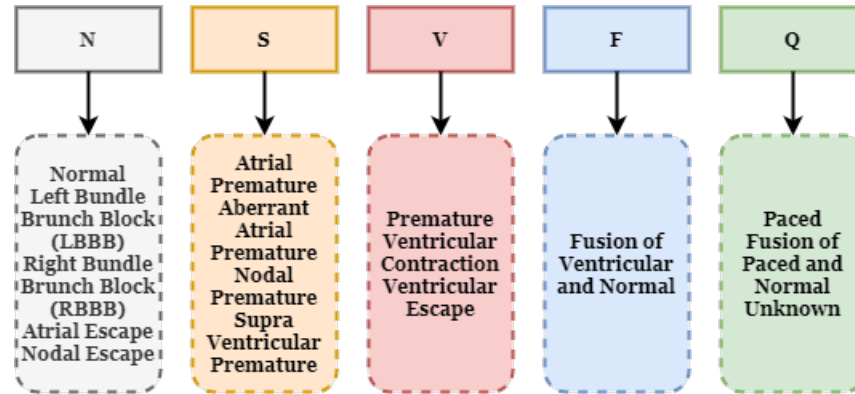 N
S
V
F
Q
Normal
Left Bundle
Brunch Block
(LBBB)
Right Bundle
Brunch Block
(RBBB)
Atrial Escape
Nodal Escape
Atrial
Premature
Aberrant
Atrial
Premature
Nodal
Premature
Supra
Ventricular
Premature
Premature
Ventricular
Contraction
Ventricular
Escape
Fusion of
Ventricular
and Normal
Paced
Fusion of
Paced and
Normal
Unknown